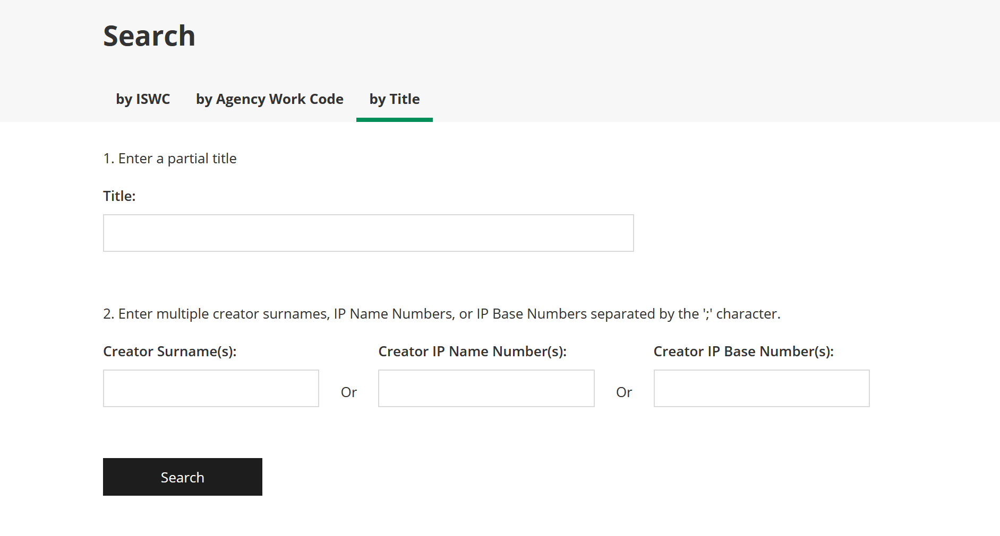 Search
by ISWC by Agency Work Code by Title
1. Enter a partial title
Title:
2. Enter multiple creator surnames, IP Name Numbers, or IP Base Numbers separated by the ';' character.
Creator Surname(s): Creator IP Name Number(s): Creator IP Base Number(s):
Or Or
Search